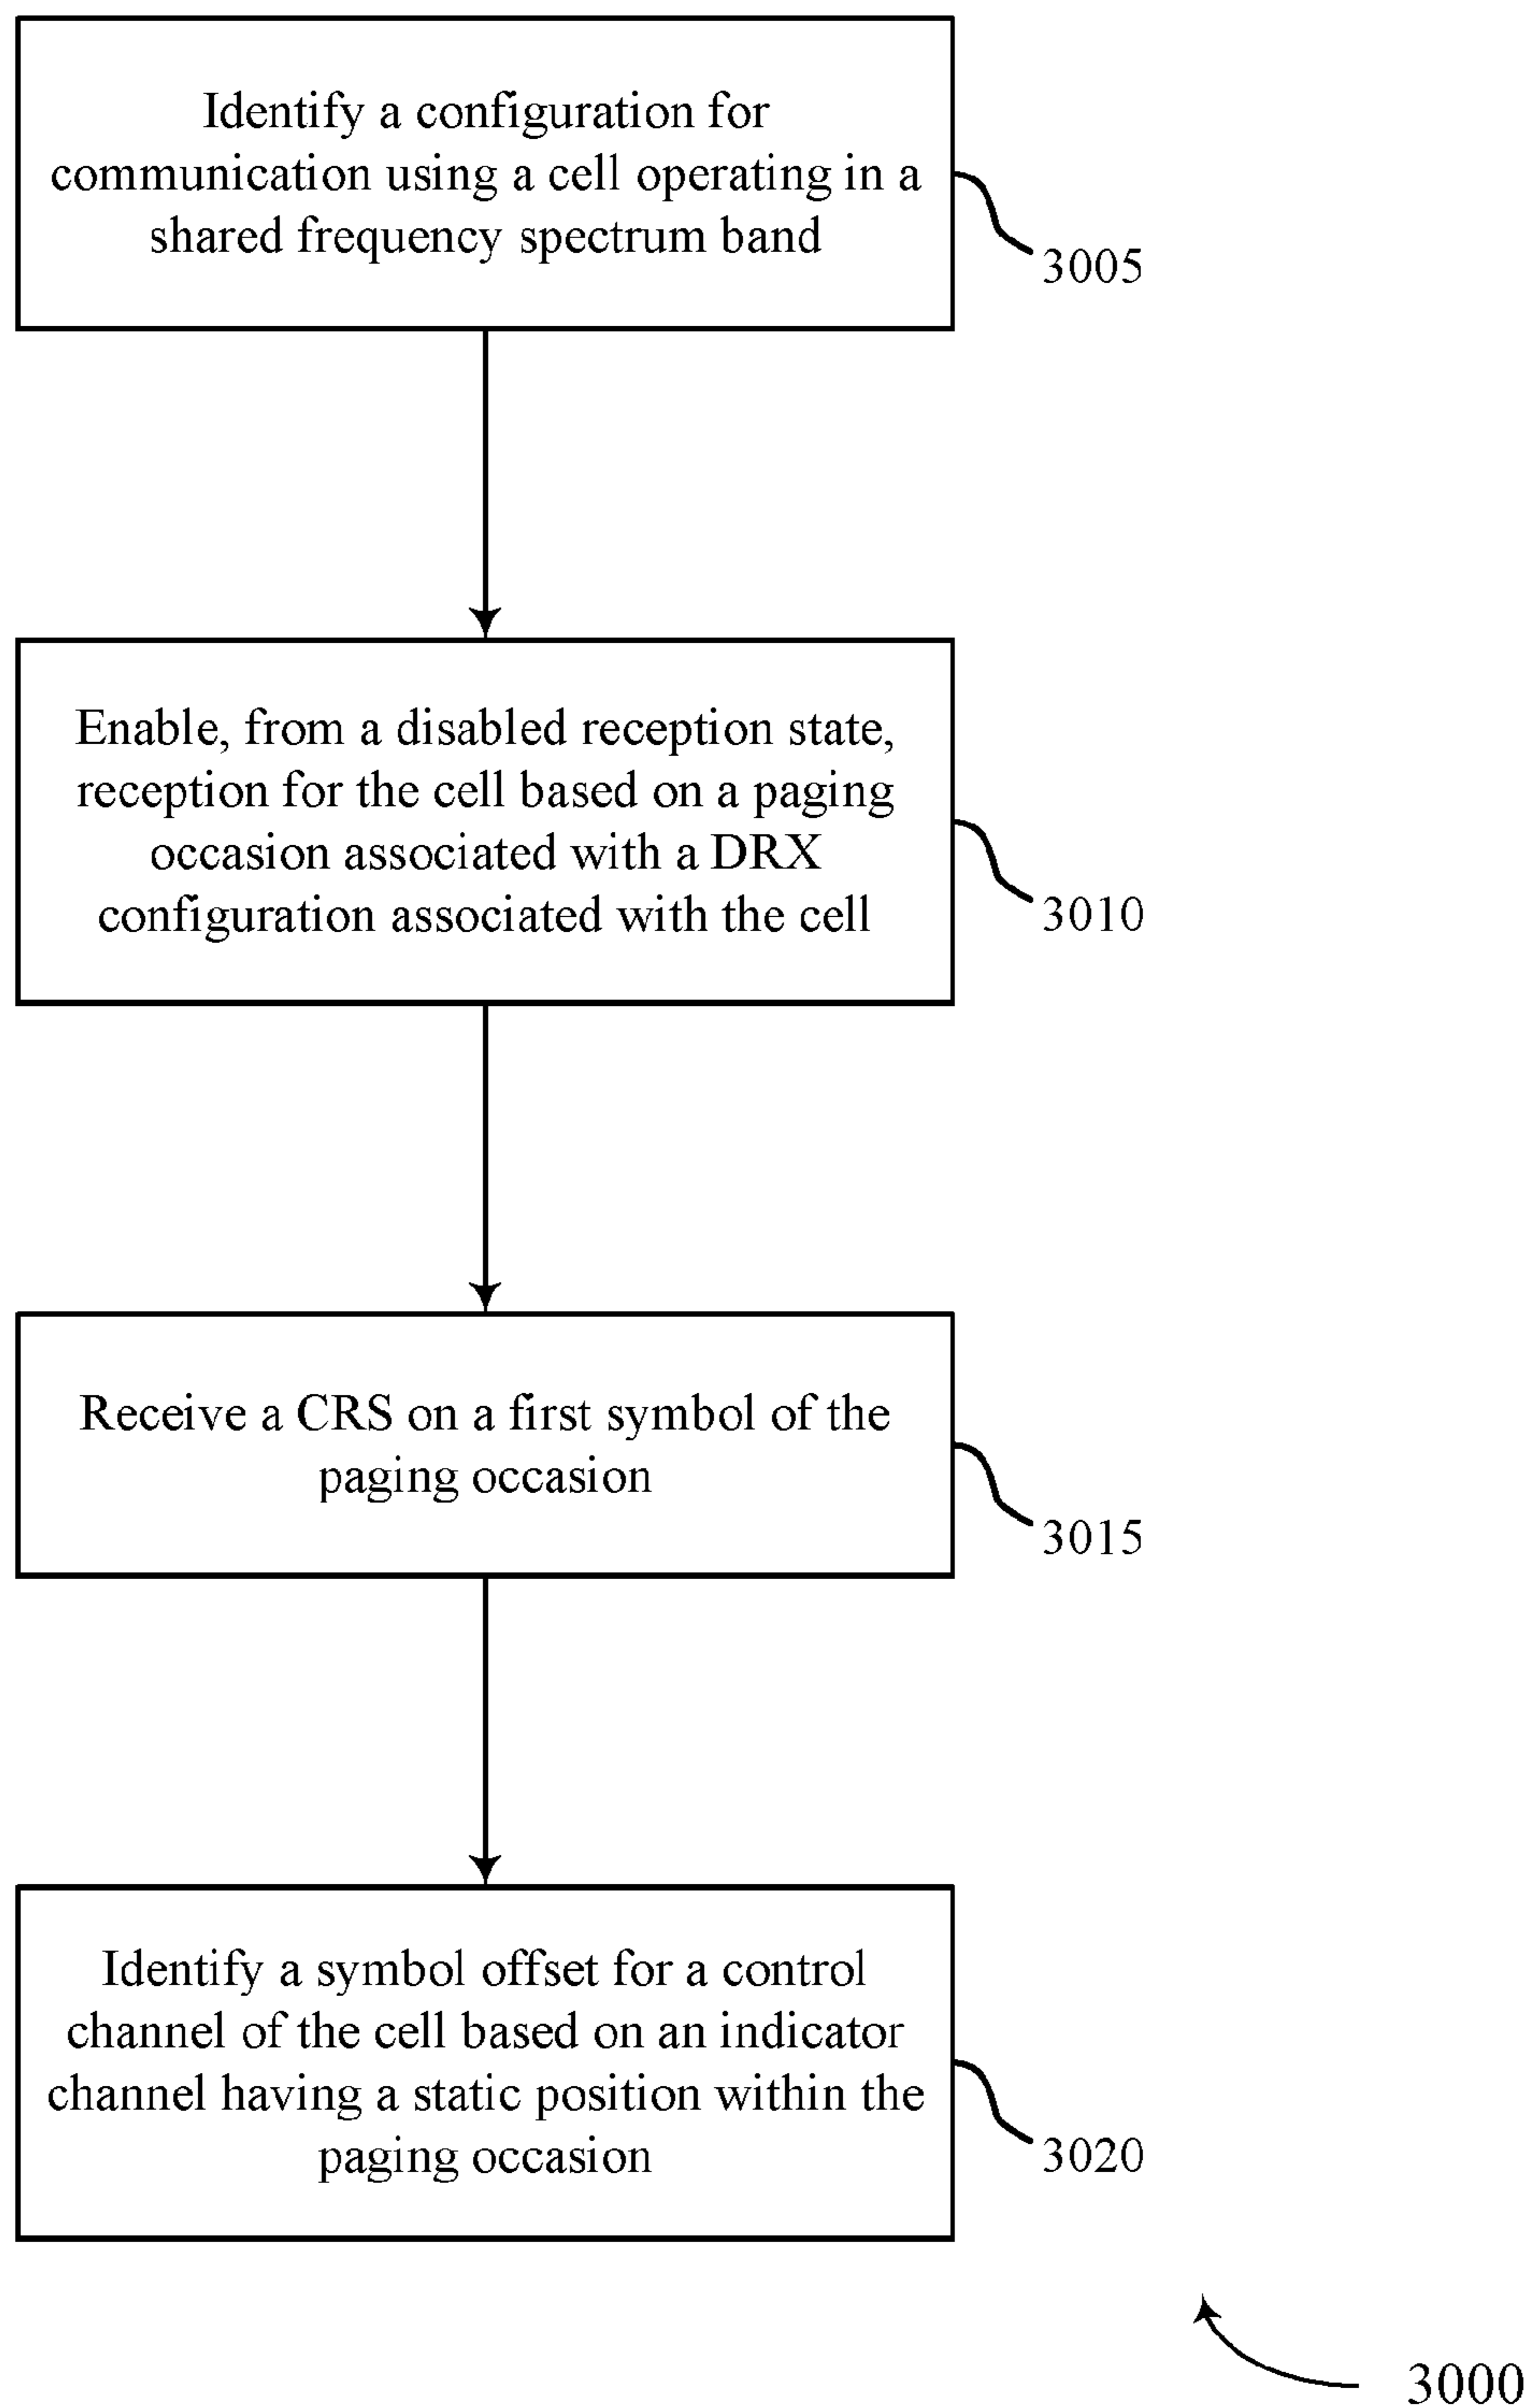 Identify a configuration for
communication using a cell operating in a
shared frequency spectrum band
3005
Enable, from a disabled reception state,
reception for the cell based on a paging
occasion associated with a DRX
configuration associated with the cell
3010
Receive a CRS on a first symbol of the
paging occasion
3015
Identify a symbol offset for a control
channel of the cell based on an indicator
channel having a static position within the
paging occasion
3020
3000